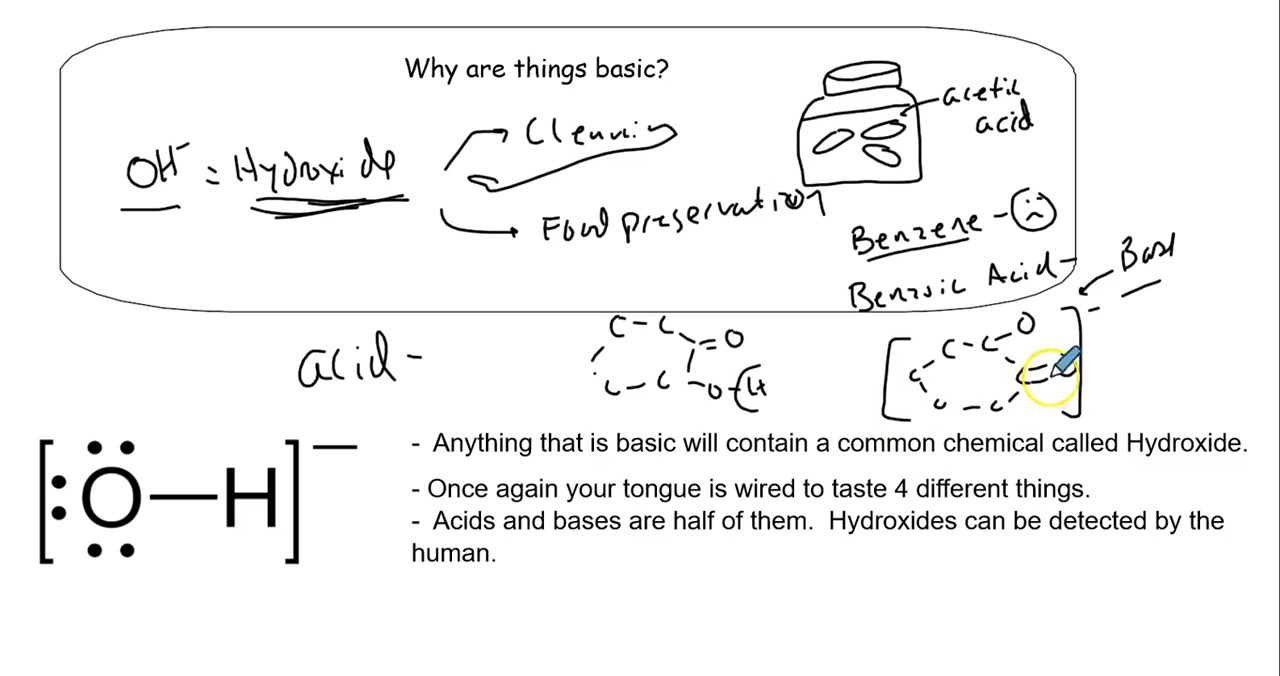 Why are things basic?
acetic
acid
Cleaning
OH⁻ = Hydroxide
Food preservation
Benzene -
Benzoic Acid -
Base
acid -
C - C
= O
C - C - O - H
[ C - C - O
C - C ] -
[:Ö—H]⁻
- Anything that is basic will contain a common chemical called Hydroxide.
- Once again your tongue is wired to taste 4 different things.
- Acids and bases are half of them. Hydroxides can be detected by the
human.